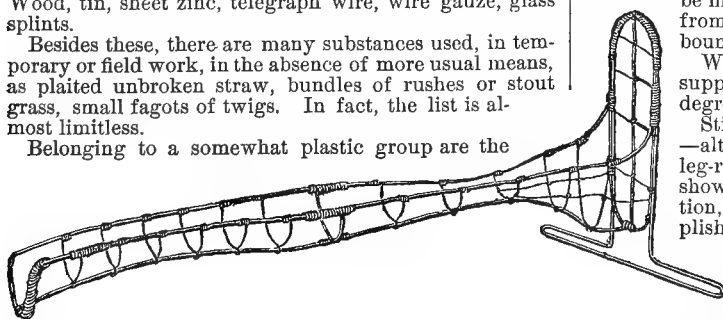 Wood, tin, sheet zinc, telegraph wire, wire gauze, glass
splints.
Besides these, there are many substances used, in tem-
porary or field work, in the absence of more usual means,
as plaited unbroken straw, bundles of rushes or stout
grass, small fagots of twigs. In fact, the list is al-
most limitless.
Belonging to a somewhat plastic group are the
from
boun
W
supp
degr
Sti
—alt
leg-r
show
tion,
plish